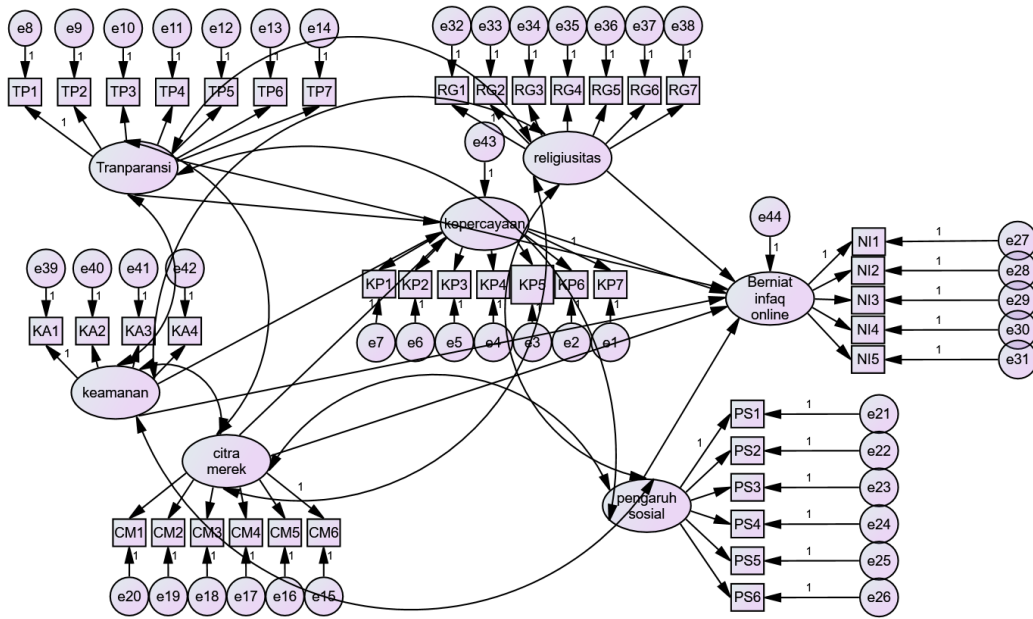 e8 e9 e10 e11 e12 e13 e14
1 1 1 1 1 1 1
TP1 TP2 TP3 TP4 TP5 TP6 TP7
1
Tranparansi
e32 e33 e34 e35 e36 e37 e38
1 1 1 1 1 1 1
RG1 RG2 RG3 RG4 RG5 RG6 RG7
1
religiusitas
e43
1
kepercayaan
1
KP1 KP2 KP3 KP4 KP5 KP6 KP7
1 1 1 1 1 1 1
e7 e6 e5 e4 e3 e2 e1
e39 e40 e41 e42
1 1 1 1
KA1 KA2 KA3 KA4
1
keamanan
e44
1
Berniat
infaq
online
1
NI1 1 e27
NI2 1 e28
NI3 1 e29
NI4 1 e30
NI5 1 e31
citra
merek
1
CM1 CM2 CM3 CM4 CM5 CM6
1 1 1 1 1 1
e20 e19 e18 e17 e16 e15
pengaruh
sosial
1
PS1 1 e21
PS2 1 e22
PS3 1 e23
PS4 1 e24
PS5 1 e25
PS6 1 e26